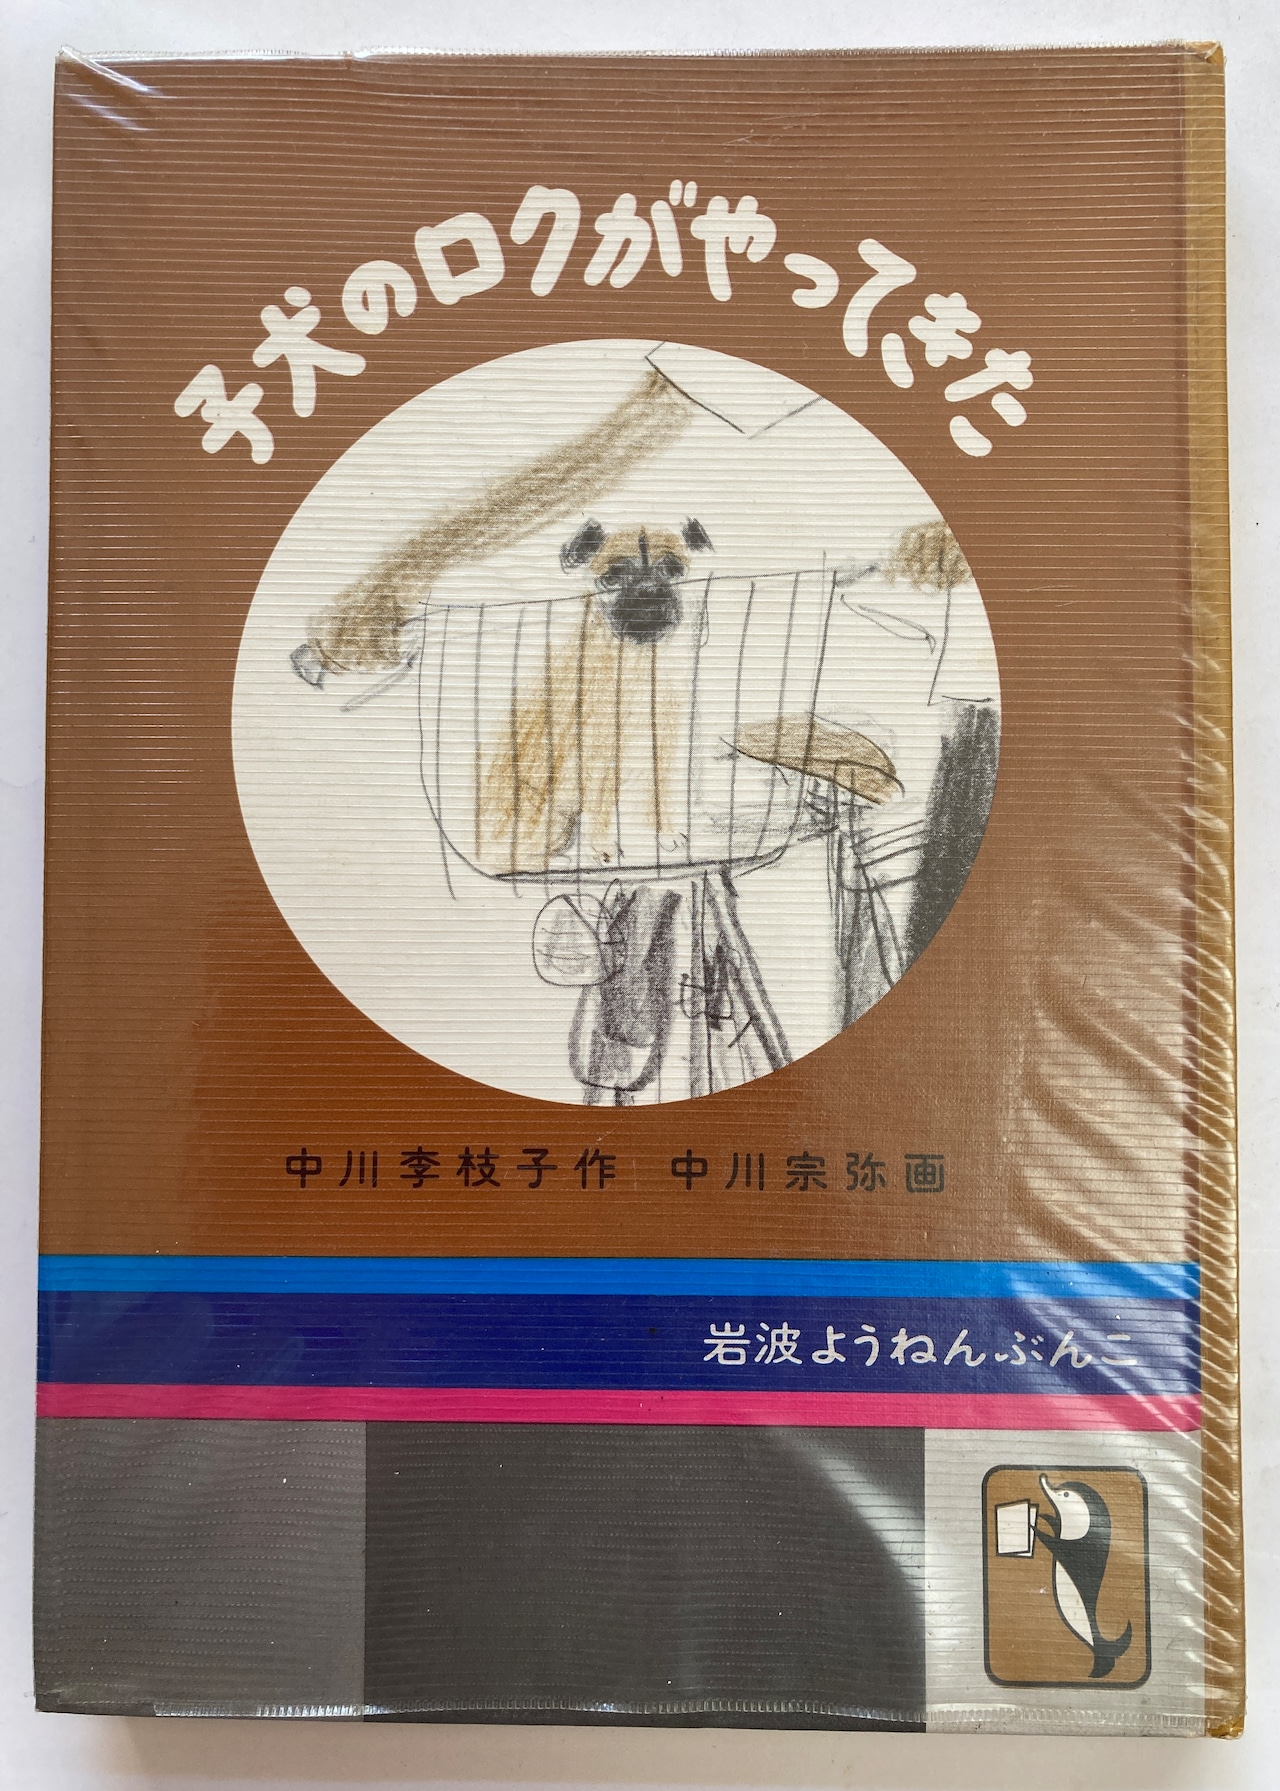 子犬のロクがやってきた
中川李枝子作 中川宗弥画
岩波ようねんぶんこ